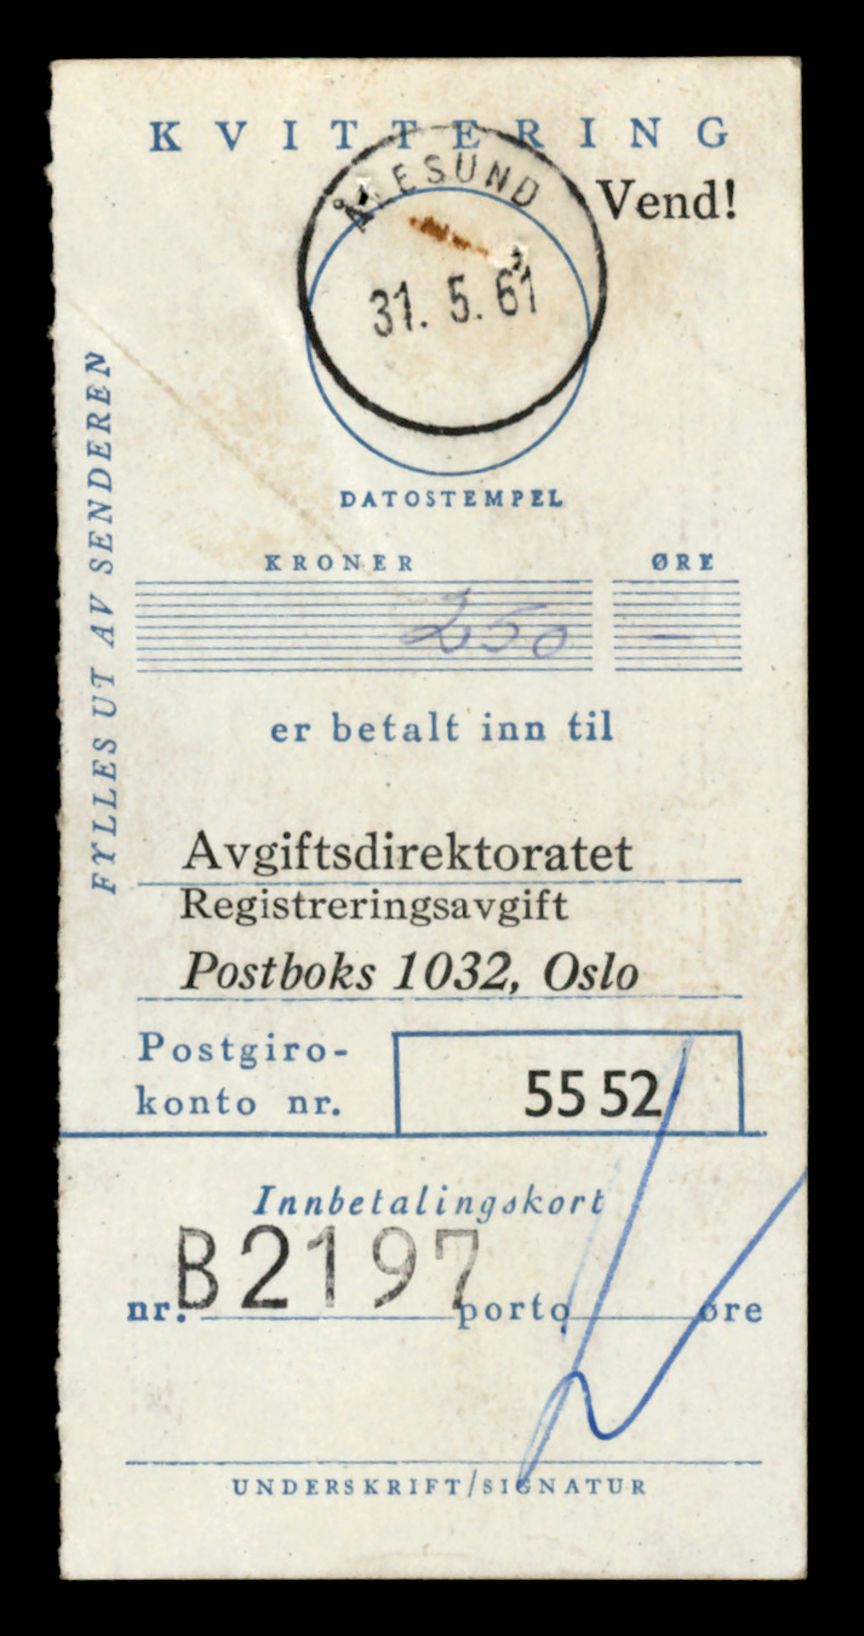 KVITTERING
Vend!
ÅLESUND
31. 5. 61
DATOSTEMPEL
FYLLES UT AV SENDEREN
KRONER ØRE
250 —
er betalt inn til
Avgiftsdirektoratet
Registreringsavgift
Postboks 1032, Oslo
Postgiro-
konto nr. 55 52
Innbetalingskort
nr. B2197 porto øre
UNDERSKRIFT/SIGNATUR